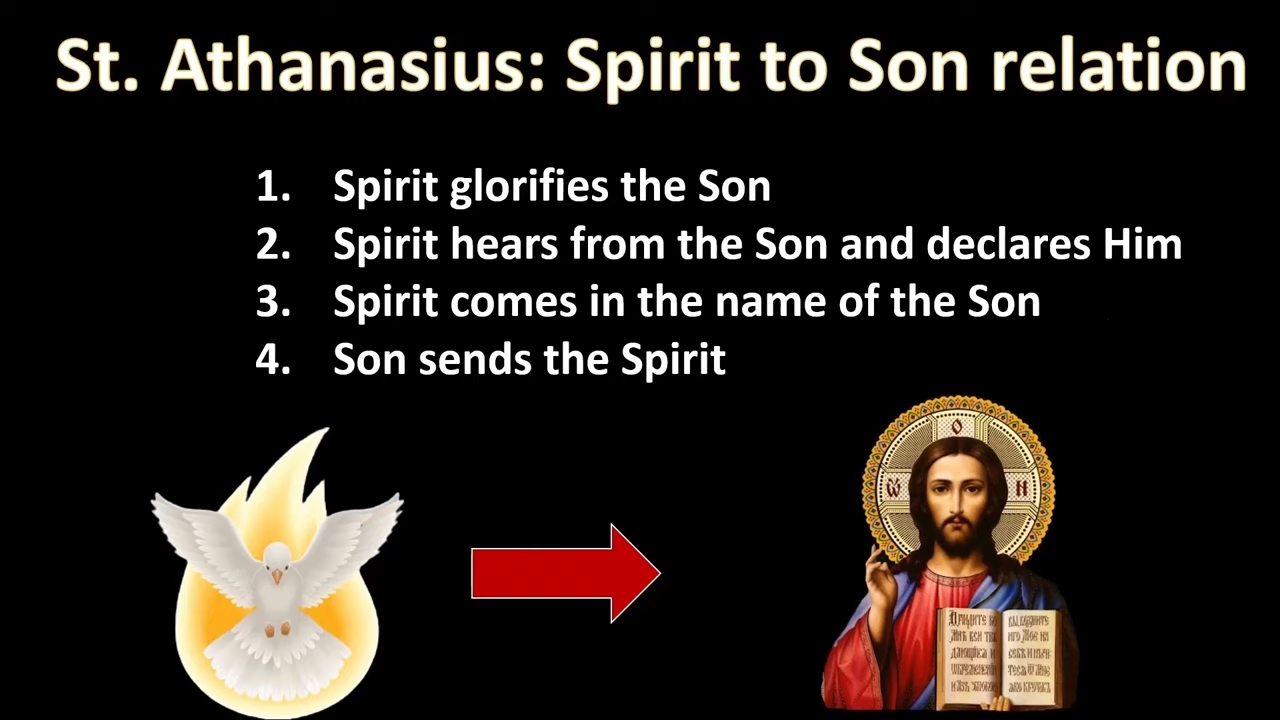 St. Athanasius: Spirit to Son relation
1. Spirit glorifies the Son
2. Spirit hears from the Son and declares Him
3. Spirit comes in the name of the Son
4. Son sends the Spirit
О
Ѡ Н